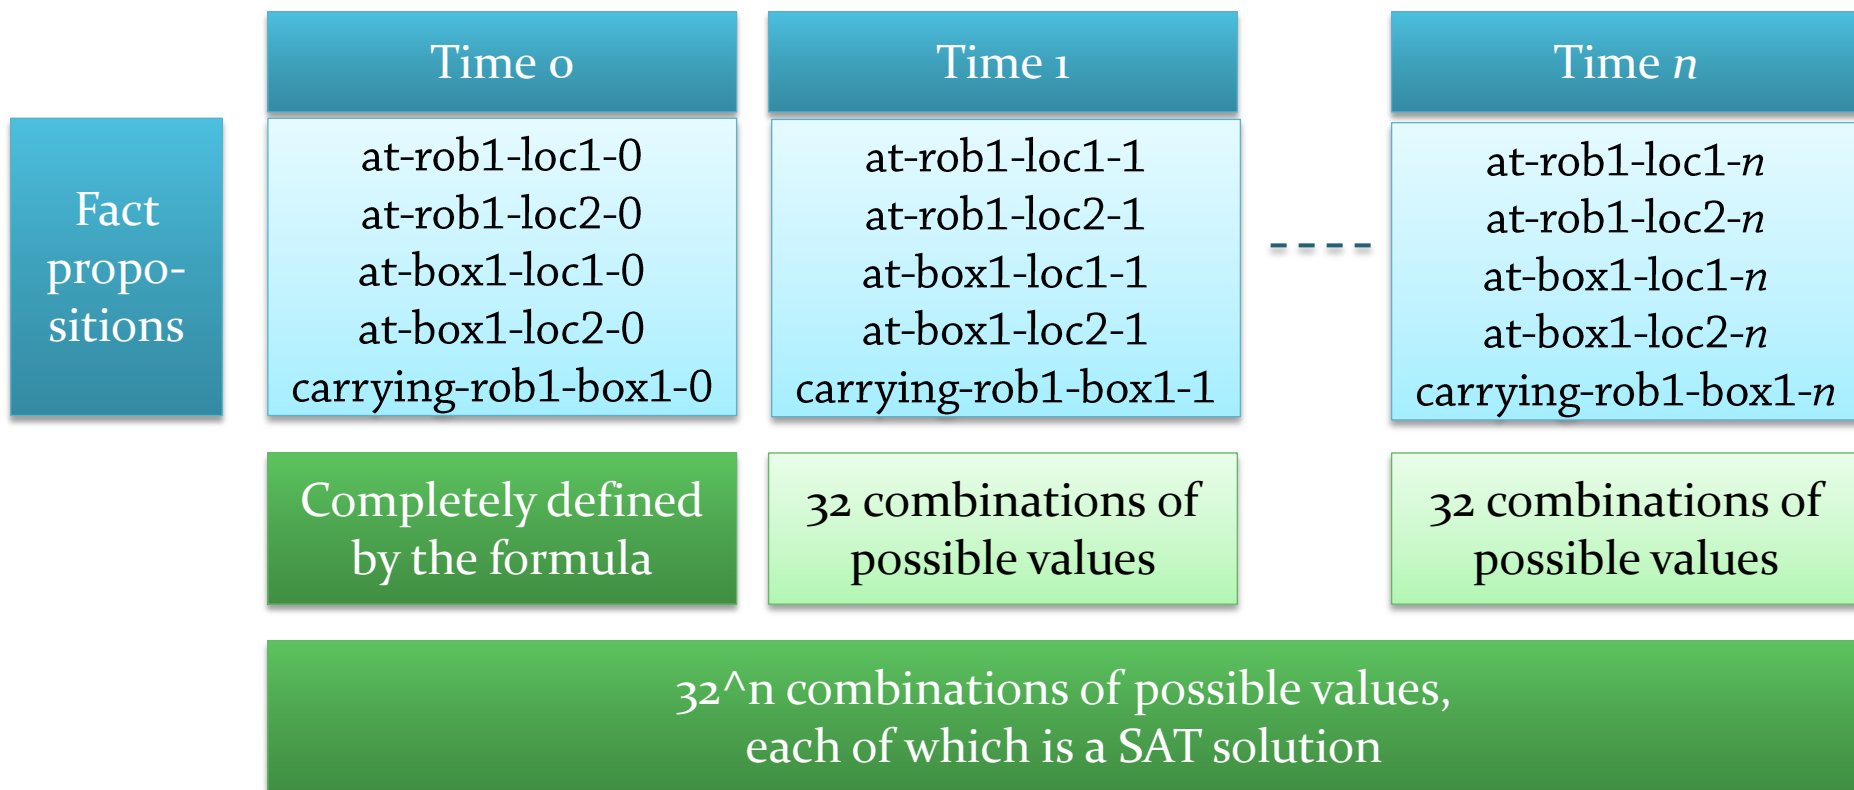 Time 0
Time 1
Time n
Fact
propo-
sitions
at-rob1-loc1-0
at-rob1-loc2-0
at-box1-loc1-0
at-box1-loc2-0
carrying-rob1-box1-0
at-rob1-loc1-1
at-rob1-loc2-1
at-box1-loc1-1
at-box1-loc2-1
carrying-rob1-box1-1
at-rob1-loc1-n
at-rob1-loc2-n
at-box1-loc1-n
at-box1-loc2-n
carrying-rob1-box1-n
Completely defined
by the formula
32 combinations of
possible values
32 combinations of
possible values
32^n combinations of possible values,
each of which is a SAT solution